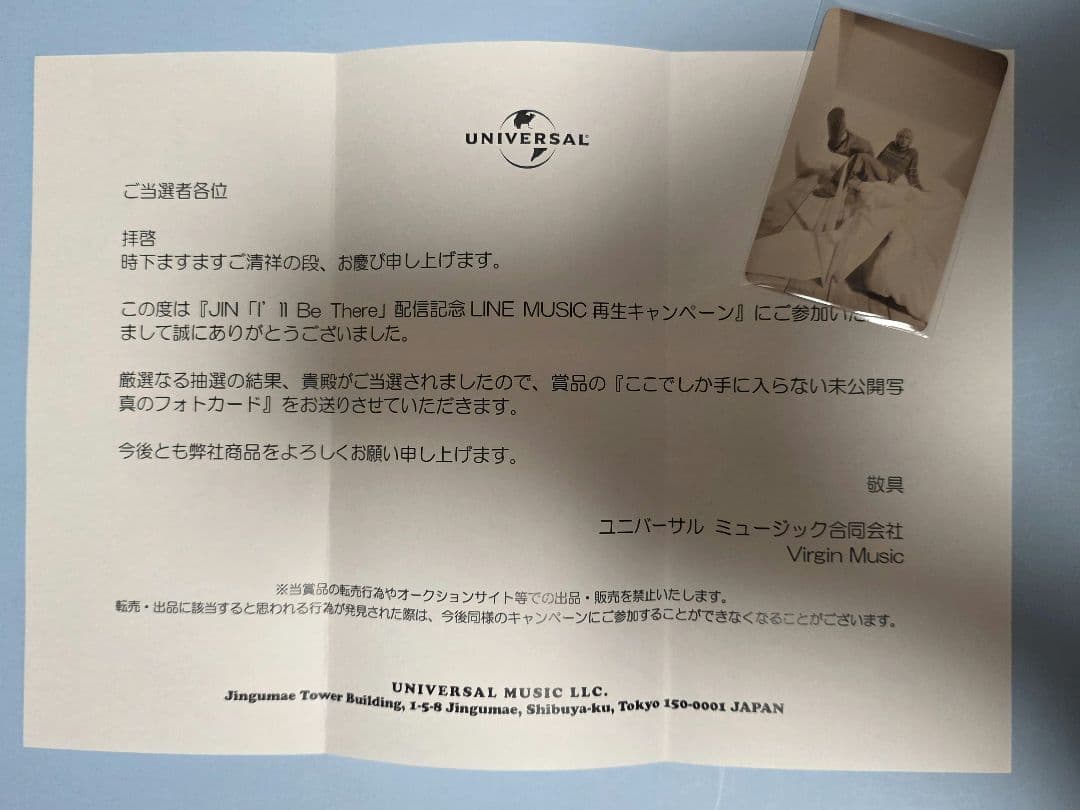 UNIVERSAL
ご当選者各位
拝啓
時下ますますご清祥の段、お慶び申し上げます。
この度は『JIN「I'll Be There」配信記念 LINE MUSIC 再生キャンペーン』にご参加いた
まして誠にありがとうございました。
厳選なる抽選の結果、貴殿がご当選されましたので、賞品の『ここでしか手に入らない未公開写
真のフォトカード』をお送りさせていただきます。
今後とも弊社商品をよろしくお願い申し上げます。
敬具
ユニバーサル ミュージック合同会社
Virgin Music
※当賞品の転売行為やオークションサイト等での出品・販売を禁止いたします。
転売・出品に該当すると思われる行為が発見された際は、今後同様のキャンペーンにご参加することができなくなることがございます。
UNIVERSAL MUSIC LLC.
Jingumae Tower Building, 1-5-8 Jingumae, Shibuya-ku, Tokyo 150-0001 JAPAN